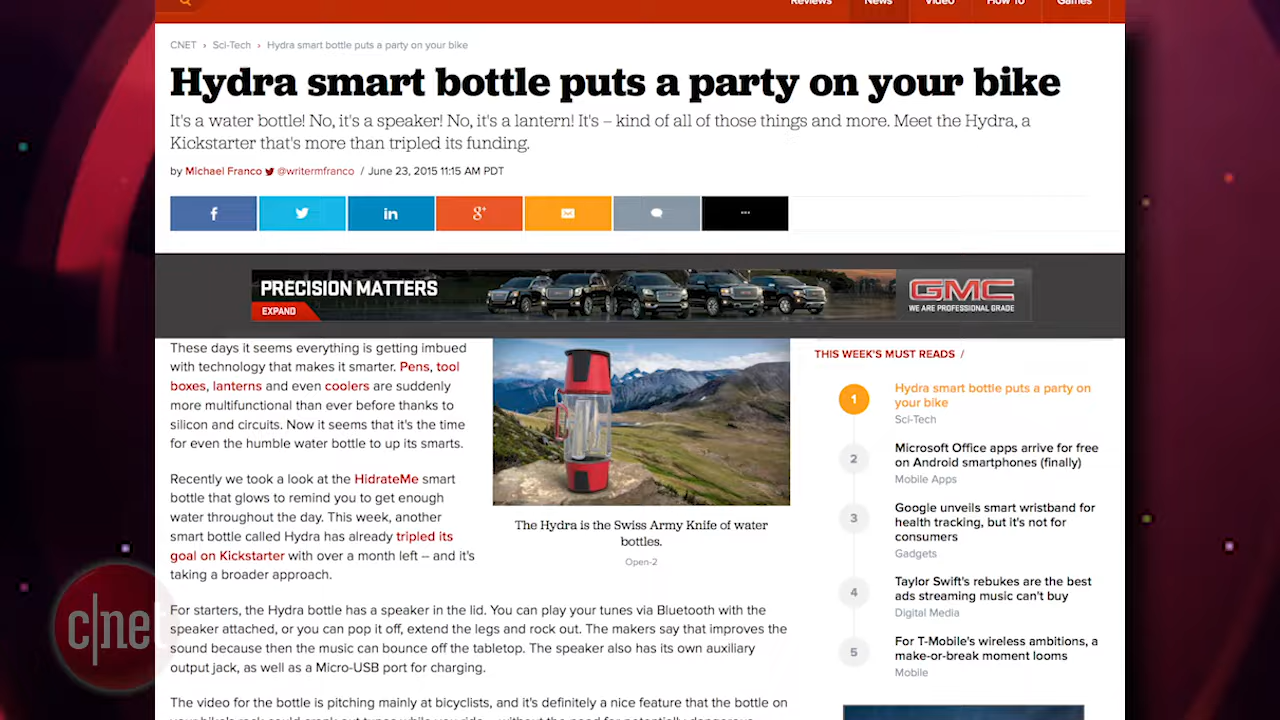 Reviews News Video How To Games
CNET › Sci-Tech › Hydra smart bottle puts a party on your bike
Hydra smart bottle puts a party on your bike
It's a water bottle! No, it's a speaker! No, it's a lantern! It's – kind of all of those things and more. Meet the Hydra, a
Kickstarter that's more than tripled its funding.
by Michael Franco @writermfranco / June 23, 2015 11:15 AM PDT
f in g+ ...
PRECISION MATTERS
EXPAND
GMC
WE ARE PROFESSIONAL GRADE
These days it seems everything is getting imbued
with technology that makes it smarter. Pens, tool
boxes, lanterns and even coolers are suddenly
more multifunctional than ever before thanks to
silicon and circuits. Now it seems that it's the time
for even the humble water bottle to up its smarts.
Recently we took a look at the HidrateMe smart
bottle that glows to remind you to get enough
water throughout the day. This week, another
smart bottle called Hydra has already tripled its
goal on Kickstarter with over a month left -- and it's
taking a broader approach.
The Hydra is the Swiss Army Knife of water
bottles.
Open-2
For starters, the Hydra bottle has a speaker in the lid. You can play your tunes via Bluetooth with the
speaker attached, or you can pop it off, extend the legs and rock out. The makers say that improves the
sound because then the music can bounce off the tabletop. The speaker also has its own auxiliary
output jack, as well as a Micro-USB port for charging.
The video for the bottle is pitching mainly at bicyclists, and it's definitely a nice feature that the bottle on
THIS WEEK'S MUST READS /
1
Hydra smart bottle puts a party on
your bike
Sci-Tech
2
Microsoft Office apps arrive for free
on Android smartphones (finally)
Mobile Apps
3
Google unveils smart wristband for
health tracking, but it's not for
consumers
Gadgets
4
Taylor Swift's rebukes are the best
ads streaming music can't buy
Digital Media
5
For T-Mobile's wireless ambitions, a
make-or-break moment looms
Mobile
c|net